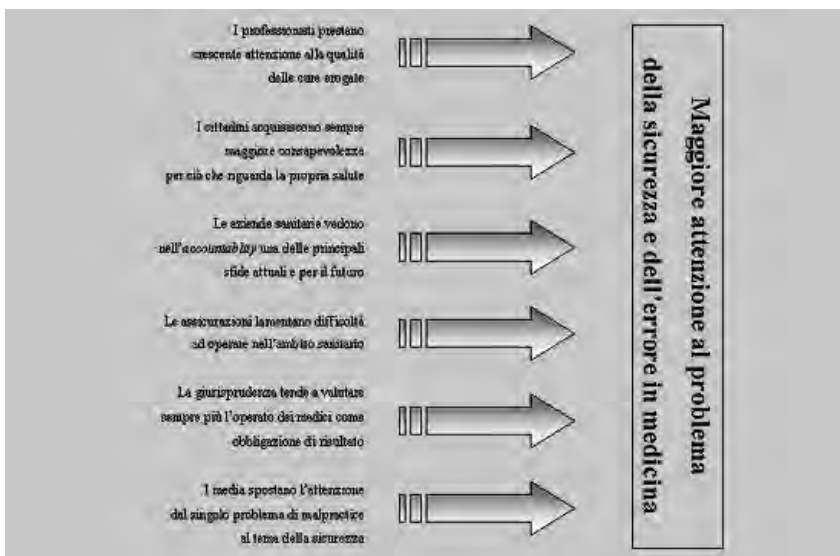 I professionisti prestano
crescente attenzione alla qualità
delle cure erogate
I cittadini acquisiscono sempre
maggiore consapevolezza
per ciò che riguarda la propria salute
Le aziende sanitarie vedono
nell'accountability una delle principali
sfide attuali e per il futuro
Le assicurazioni lamentano difficoltà
ad operare nell'ambito sanitario
La giurisprudenza tende a valutare
sempre più l'operato dei medici come
obbligazione di risultato
I media spostano l'attenzione
dal singolo problema di malpractice
al tema della sicurezza
Maggiore attenzione al problema
della sicurezza e dell'errore in medicina